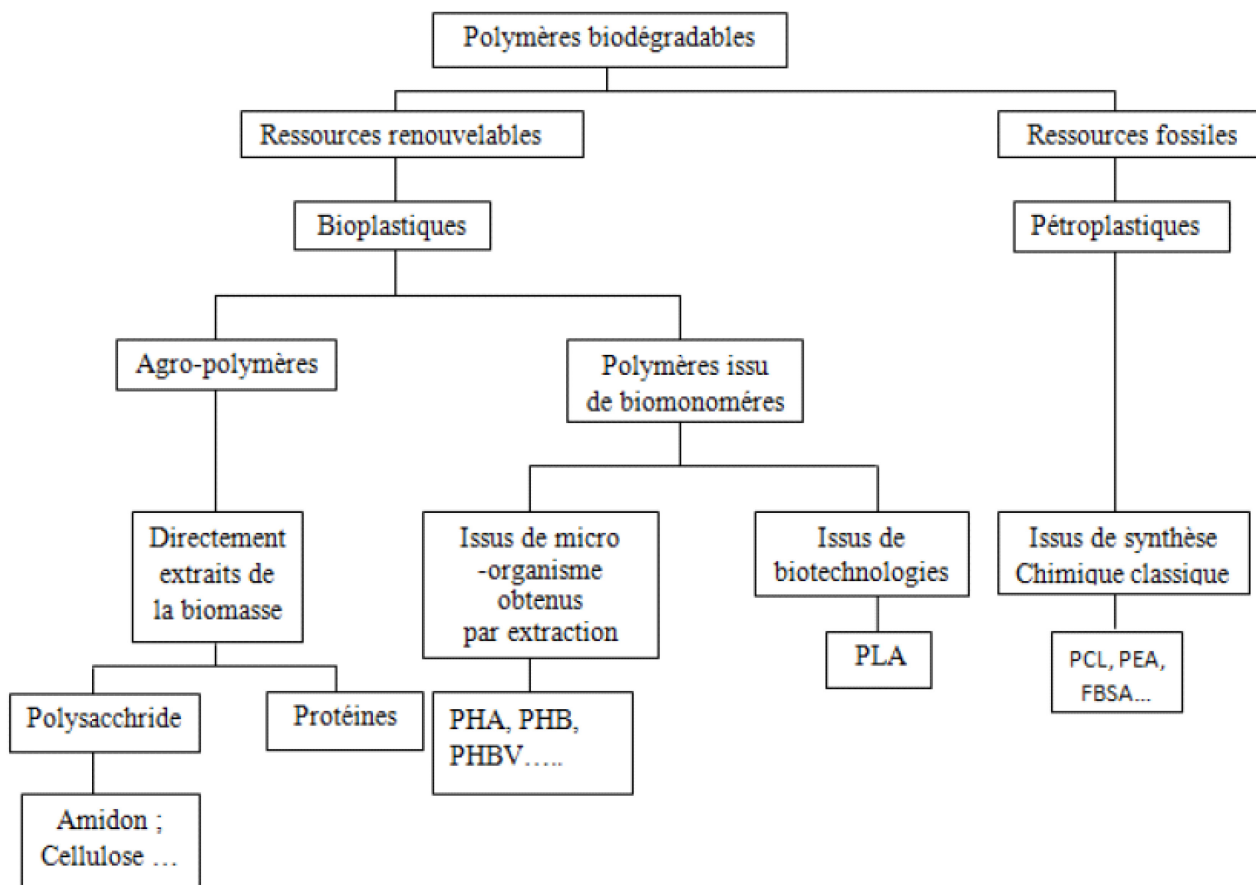 Polymères biodégradables
Ressources renouvelables
Ressources fossiles
Bioplastiques
Pétroplastiques
Agro-polymères
Polymères issu
de biomonoméres
Directement
extraits de
la biomasse
Issus de micro
-organisme
obtenus
par extraction
Issus de
biotechnologies
Issus de synthèse
Chimique classique
Polysacchride
Protéines
PHA, PHB,
PHBV…..
PLA
PCL, PEA,
FBSA...
Amidon ;
Cellulose …